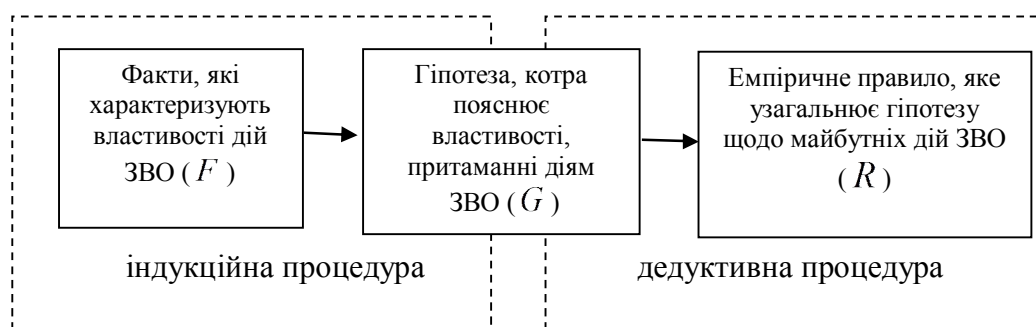 Факти, які
характеризують
властивості дій
ЗВО ( F )
Гіпотеза, котра
пояснює
властивості,
притаманні діям
ЗВО ( G )
Емпіричне правило, яке
узагальнює гіпотезу
щодо майбутніх дій ЗВО
( R )
індукційна процедура
дедуктивна процедура